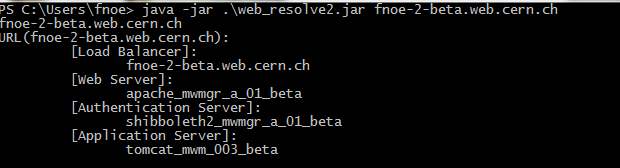 PS C:\Users\fnoe> java -jar .\web_resolve2.jar fnoe-2-beta.web.cern.ch
fnoe-2-beta.web.cern.ch
URL(fnoe-2-beta.web.cern.ch):
[Load Balancer]:
fnoe-2-beta.web.cern.ch
[Web Server]:
apache_mwmgr_a_01_beta
[Authentication Server]:
shibboleth2_mwmgr_a_01_beta
[Application Server]:
tomcat_mwm_003_beta